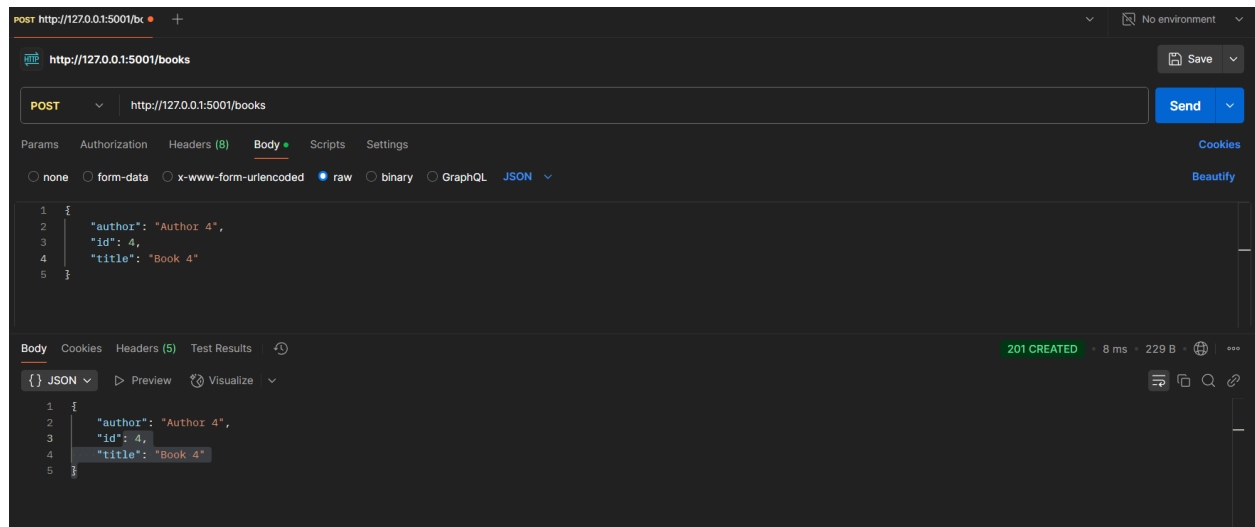 POST http://127.0.0.1:5001/bc
No environment
HTTP http://127.0.0.1:5001/books
Save
POST http://127.0.0.1:5001/books
Send
Params Authorization Headers (8) Body Scripts Settings
Cookies
none form-data x-www-form-urlencoded raw binary GraphQL JSON
Beautify
1 {
2 "author": "Author 4",
3 "id": 4,
4 "title": "Book 4"
5 }
Body Cookies Headers (5) Test Results
201 CREATED 8 ms 229 B
{} JSON Preview Visualize
1 {
2 "author": "Author 4",
3 "id": 4,
4 "title": "Book 4"
5 }